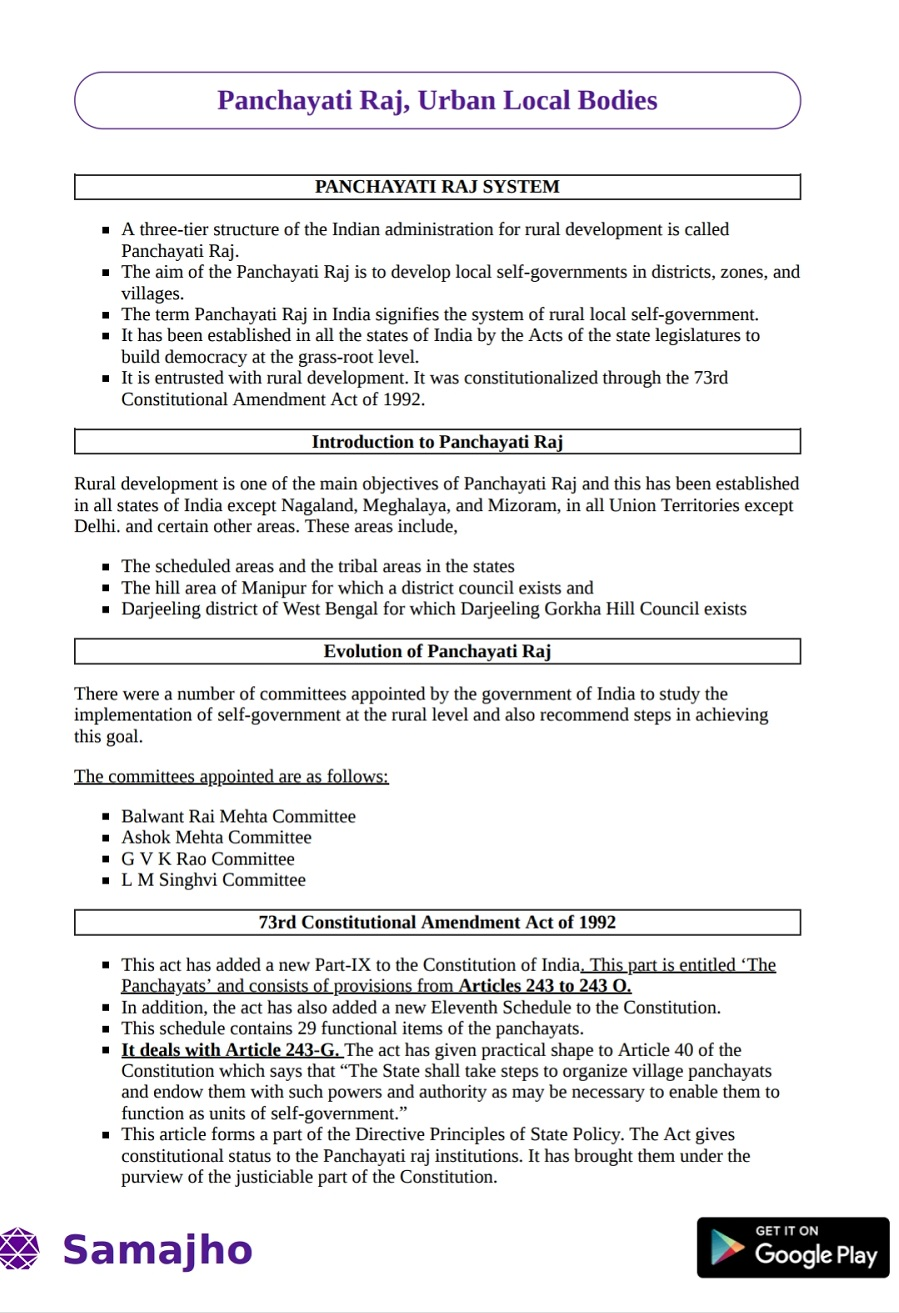 Panchayati Raj, Urban Local Bodies
PANCHAYATI RAJ SYSTEM
▪ A three-tier structure of the Indian administration for rural development is called
Panchayati Raj.
▪ The aim of the Panchayati Raj is to develop local self-governments in districts, zones, and
villages.
▪ The term Panchayati Raj in India signifies the system of rural local self-government.
▪ It has been established in all the states of India by the Acts of the state legislatures to
build democracy at the grass-root level.
▪ It is entrusted with rural development. It was constitutionalized through the 73rd
Constitutional Amendment Act of 1992.
Introduction to Panchayati Raj
Rural development is one of the main objectives of Panchayati Raj and this has been established
in all states of India except Nagaland, Meghalaya, and Mizoram, in all Union Territories except
Delhi. and certain other areas. These areas include,
▪ The scheduled areas and the tribal areas in the states
▪ The hill area of Manipur for which a district council exists and
▪ Darjeeling district of West Bengal for which Darjeeling Gorkha Hill Council exists
Evolution of Panchayati Raj
There were a number of committees appointed by the government of India to study the
implementation of self-government at the rural level and also recommend steps in achieving
this goal.
The committees appointed are as follows:
▪ Balwant Rai Mehta Committee
▪ Ashok Mehta Committee
▪ G V K Rao Committee
▪ L M Singhvi Committee
73rd Constitutional Amendment Act of 1992
▪ This act has added a new Part-IX to the Constitution of India. This part is entitled ‘The
Panchayats’ and consists of provisions from Articles 243 to 243 O.
▪ In addition, the act has also added a new Eleventh Schedule to the Constitution.
▪ This schedule contains 29 functional items of the panchayats.
▪ It deals with Article 243-G. The act has given practical shape to Article 40 of the
Constitution which says that “The State shall take steps to organize village panchayats
and endow them with such powers and authority as may be necessary to enable them to
function as units of self-government.”
▪ This article forms a part of the Directive Principles of State Policy. The Act gives
constitutional status to the Panchayati raj institutions. It has brought them under the
purview of the justiciable part of the Constitution.
Samajho
GET IT ON
Google Play